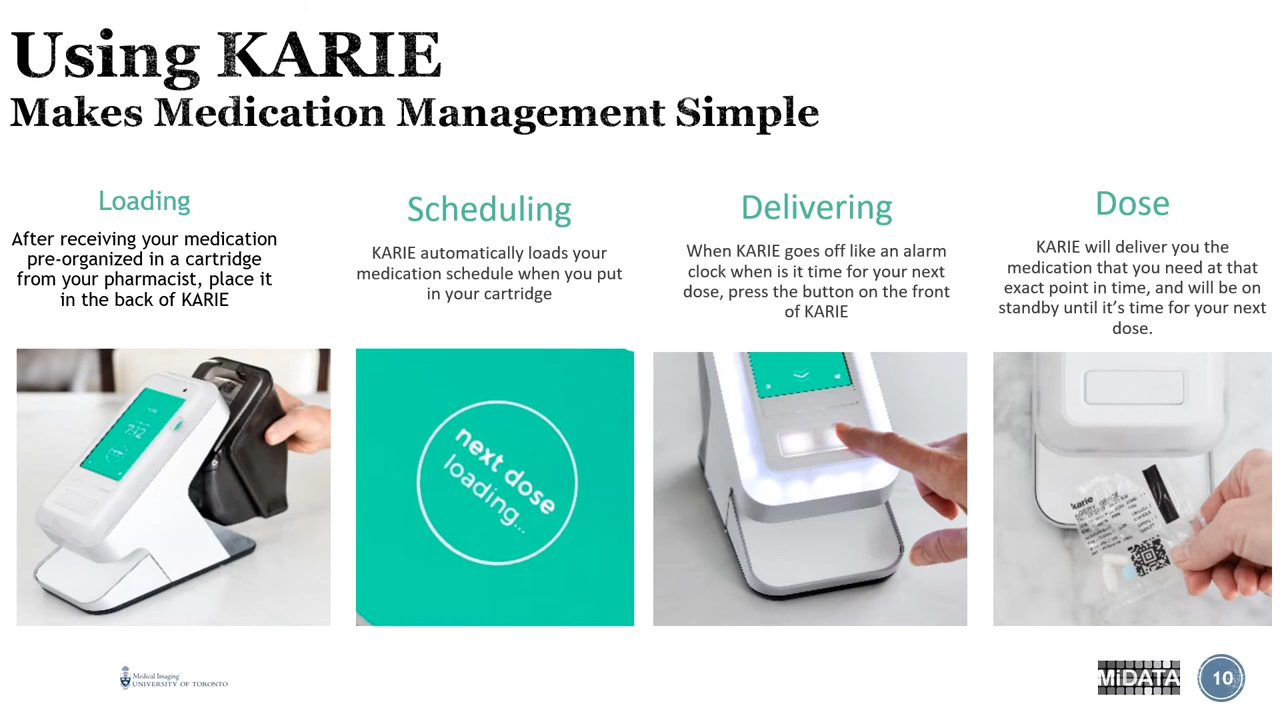 Using KARIE
Makes Medication Management Simple
Loading
After receiving your medication
pre-organized in a cartridge
from your pharmacist, place it
in the back of KARIE
Scheduling
KARIE automatically loads your
medication schedule when you put
in your cartridge
Delivering
When KARIE goes off like an alarm
clock when is it time for your next
dose, press the button on the front
of KARIE
Dose
KARIE will deliver you the
medication that you need at that
exact point in time, and will be on
standby until it’s time for your next
dose.
7:12
next dose
loading...
karie
Medical Imaging
UNIVERSITY OF TORONTO
MiDATA
10